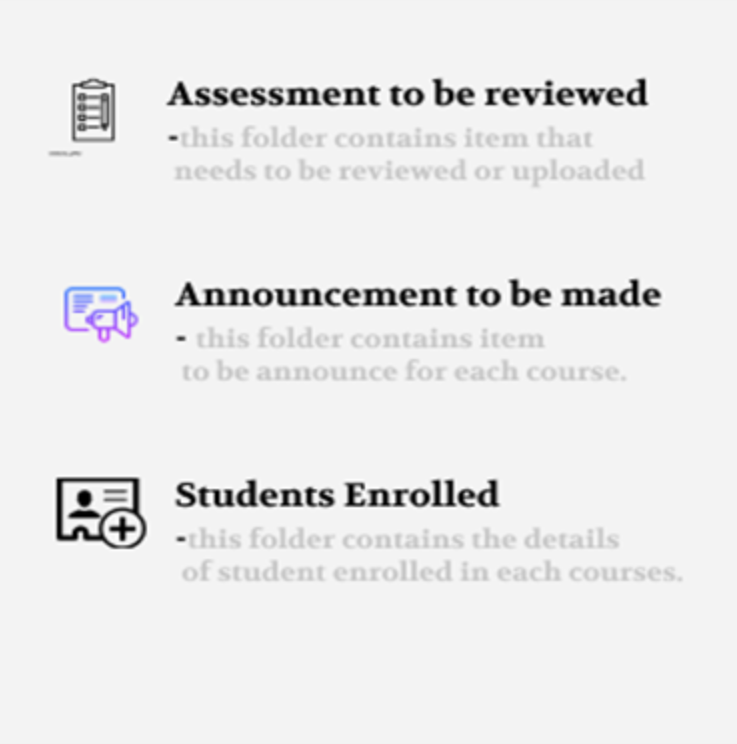 Assessment to be reviewed
-this folder contains item that
needs to be reviewed or uploaded
Announcement to be made
- this folder contains item
to be announce for each course.
Students Enrolled
-this folder contains the details
of student enrolled in each courses.